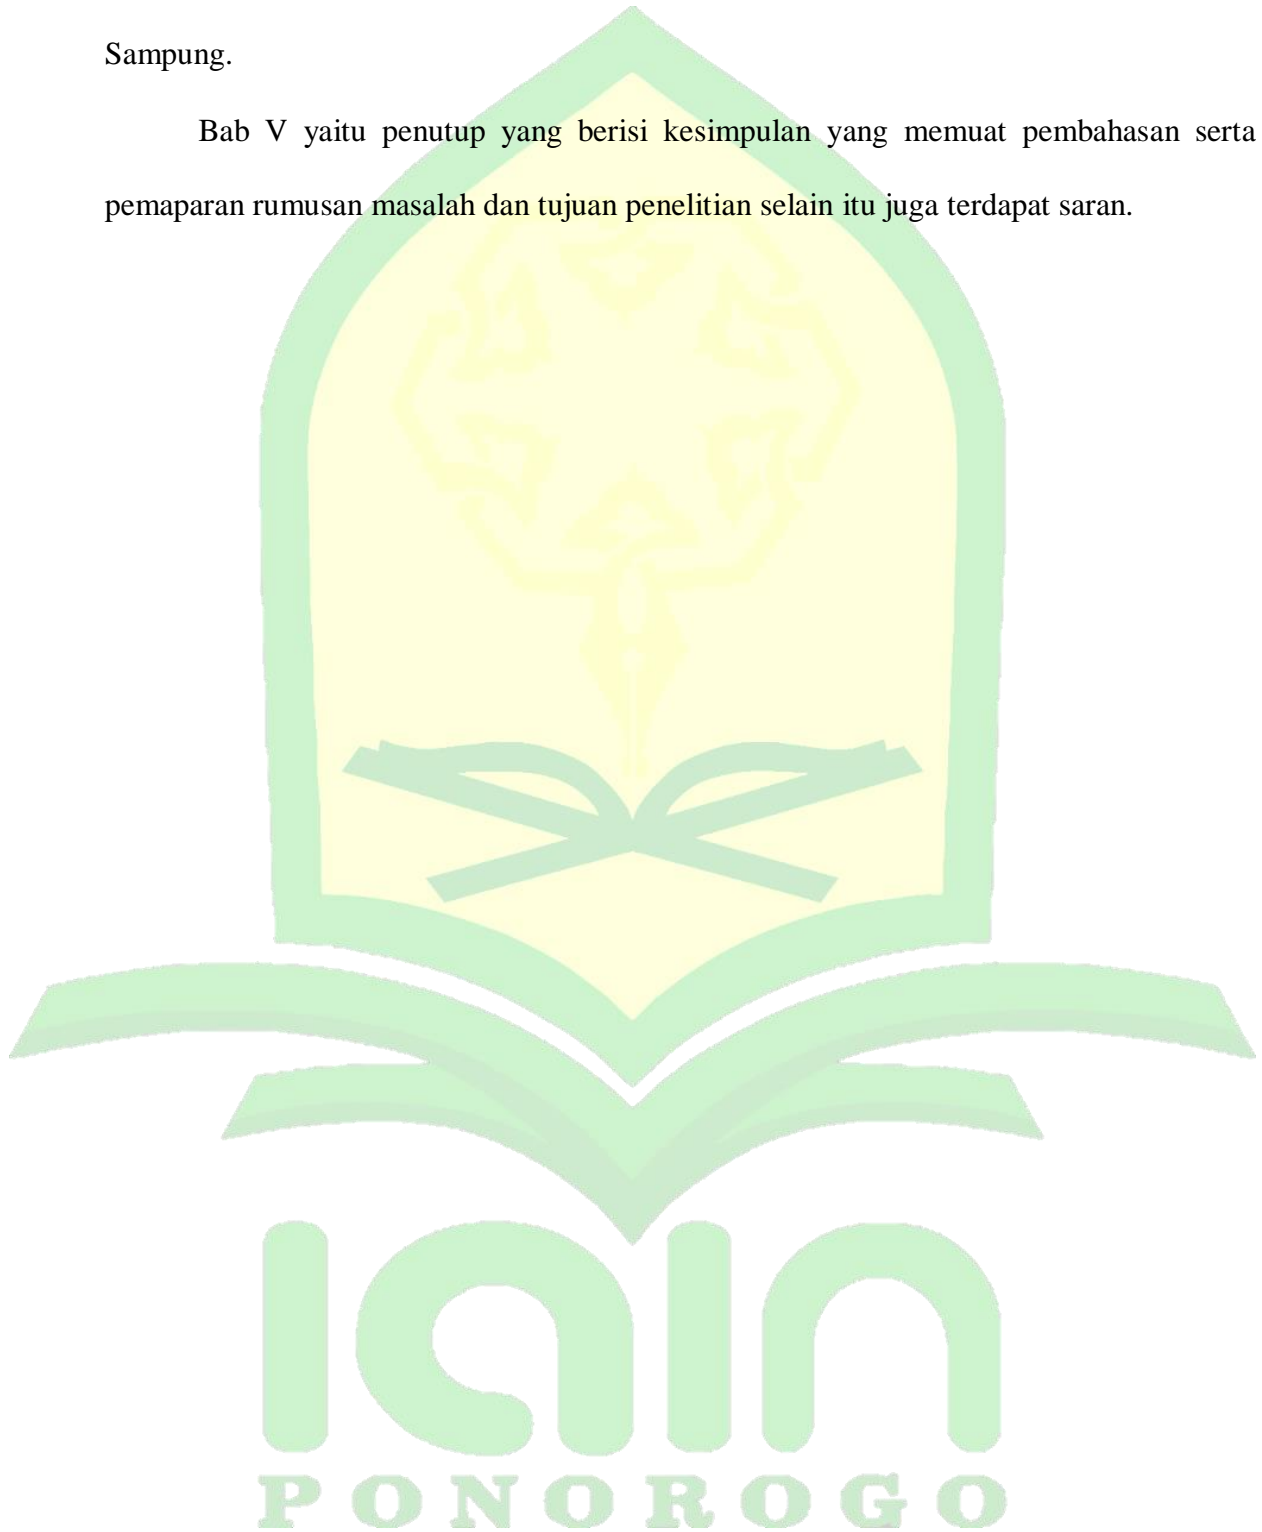 Sampung.
Bab V yaitu penutup yang berisi kesimpulan yang memuat pembahasan serta
pemaparan rumusan masalah dan tujuan penelitian selain itu juga terdapat saran.
iain
PONOROGO